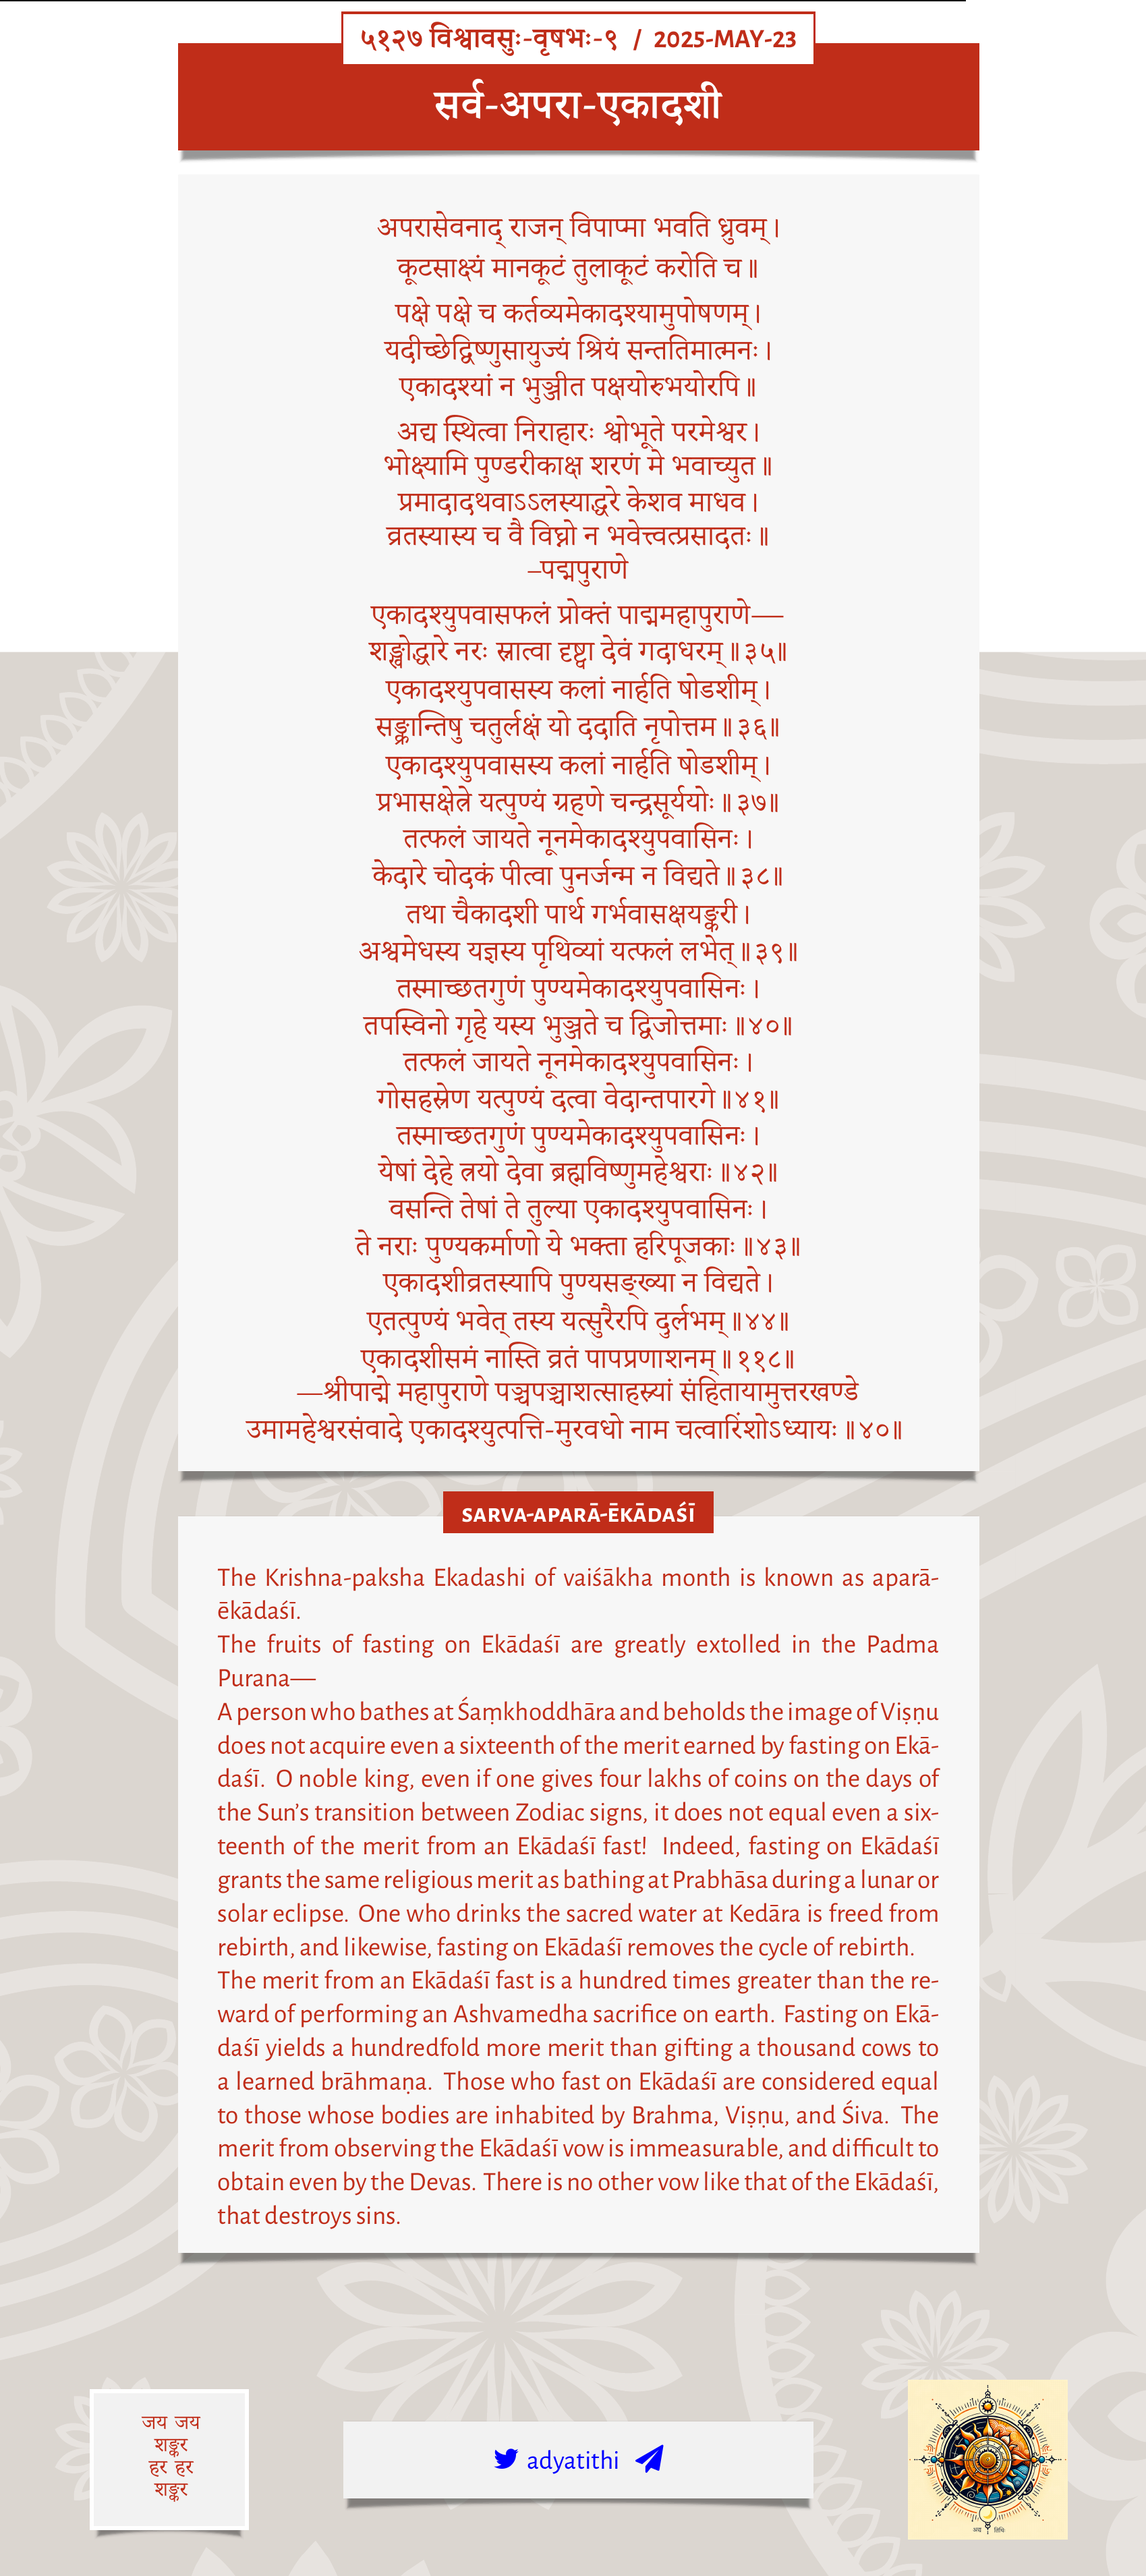 ५१२७ विश्वावसुः-वृषभः-९ / 2025-MAY-23
सर्व-अपरा-एकादशी
अपरासेवनाद् राजन् विपाप्मा भवति ध्रुवम्।
कूटसाक्ष्यं मानकूटं तुलाकूटं करोति च॥
पक्षे पक्षे च कर्तव्यमेकादश्यामुपोषणम्।
यदीच्छेद्विष्णुसायुज्यं श्रियं सन्ततिमात्मनः।
एकादश्यां न भुञ्जीत पक्षयोरुभयोरपि॥
अद्य स्थित्वा निराहारः श्वोभूते परमेश्वर।
भोक्ष्यामि पुण्डरीकाक्ष शरणं मे भवाच्युत॥
प्रमादादथवाऽऽलस्याद्धरे केशव माधव।
व्रतस्यास्य च वै विघ्नो न भवेत्त्वत्प्रसादतः॥
–पद्मपुराणे
एकादश्युपवासफलं प्रोक्तं पाद्ममहापुराणे—
शङ्खोद्धारे नरः स्नात्वा दृष्ट्वा देवं गदाधरम्॥३५॥
एकादश्युपवासस्य कलां नार्हति षोडशीम्।
सङ्क्रान्तिषु चतुर्लक्षं यो ददाति नृपोत्तम॥३६॥
एकादश्युपवासस्य कलां नार्हति षोडशीम्।
प्रभासक्षेत्रे यत्पुण्यं ग्रहणे चन्द्रसूर्ययोः॥३७॥
तत्फलं जायते नूनमेकादश्युपवासिनः।
केदारे चोदकं पीत्वा पुनर्जन्म न विद्यते॥३८॥
तथा चैकादशी पार्थ गर्भवासक्षयङ्करी।
अश्वमेधस्य यज्ञस्य पृथिव्यां यत्फलं लभेत्॥३९॥
तस्माच्छतगुणं पुण्यमेकादश्युपवासिनः।
तपस्विनो गृहे यस्य भुञ्जते च द्विजोत्तमाः॥४०॥
तत्फलं जायते नूनमेकादश्युपवासिनः।
गोसहस्रेण यत्पुण्यं दत्वा वेदान्तपारगे॥४१॥
तस्माच्छतगुणं पुण्यमेकादश्युपवासिनः।
येषां देहे त्रयो देवा ब्रह्मविष्णुमहेश्वराः॥४२॥
वसन्ति तेषां ते तुल्या एकादश्युपवासिनः।
ते नराः पुण्यकर्माणो ये भक्ता हरिपूजकाः॥४३॥
एकादशीव्रतस्यापि पुण्यसङ्ख्या न विद्यते।
एतत्पुण्यं भवेत् तस्य यत्सुरैरपि दुर्लभम्॥४४॥
एकादशीसमं नास्ति व्रतं पापप्रणाशनम्॥११८॥
—श्रीपाद्मे महापुराणे पञ्चपञ्चाशत्साहस्र्यां संहितायामुत्तरखण्डे
उमामहेश्वरसंवादे एकादश्युत्पत्ति-मुरवधो नाम चत्वारिंशोऽध्यायः॥४०॥
SARVA-APARĀ-ĒKĀDAŚĪ
The Krishna-paksha Ekadashi of vaiśākha month is known as aparā-
ēkādaśī.
The fruits of fasting on Ekādaśī are greatly extolled in the Padma
Purana—
A person who bathes at Śaṃkhoddhāra and beholds the image of Viṣṇu
does not acquire even a sixteenth of the merit earned by fasting on Ekā-
daśī. O noble king, even if one gives four lakhs of coins on the days of
the Sun's transition between Zodiac signs, it does not equal even a six-
teenth of the merit from an Ekādaśī fast! Indeed, fasting on Ekādaśī
grants the same religious merit as bathing at Prabhāsa during a lunar or
solar eclipse. One who drinks the sacred water at Kedāra is freed from
rebirth, and likewise, fasting on Ekādaśī removes the cycle of rebirth.
The merit from an Ekādaśī fast is a hundred times greater than the re-
ward of performing an Ashvamedha sacrifice on earth. Fasting on Ekā-
daśī yields a hundredfold more merit than gifting a thousand cows to
a learned brāhmaṇa. Those who fast on Ekādaśī are considered equal
to those whose bodies are inhabited by Brahma, Viṣṇu, and Śiva. The
merit from observing the Ekādaśī vow is immeasurable, and difficult to
obtain even by the Devas. There is no other vow like that of the Ekādaśī,
that destroys sins.
जय जय
शङ्कर
हर हर
शङ्कर
adyatithi
अद्य तिथि